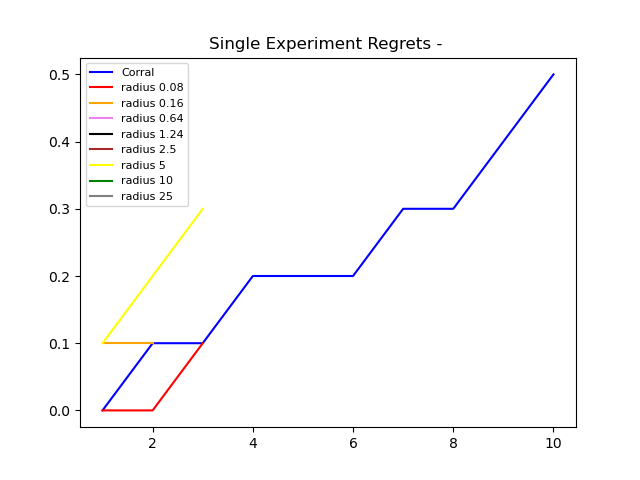 Single Experiment Regrets -
0.5
0.4
0.3
0.2
0.1
0.0
Corral
radius 0.08
radius 0.16
radius 0.64
radius 1.24
radius 2.5
radius 5
radius 10
radius 25
2 4 6 8 10